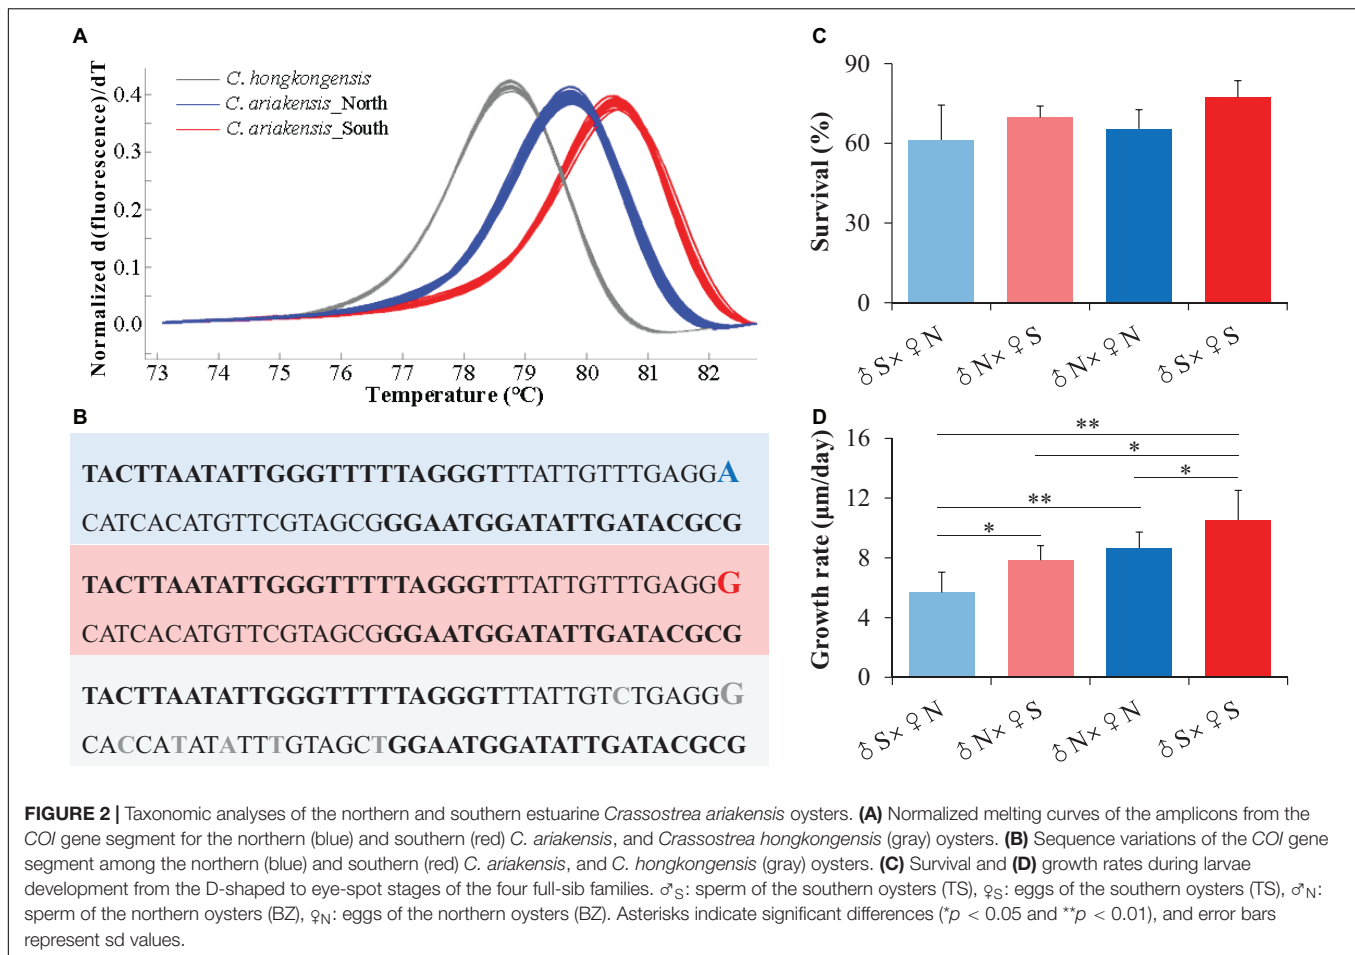 A
Normalized d(fluorescence)/dT
0.4
0.3
0.2
0.1
0.0
C. hongkongensis
C. ariakensis_North
C. ariakensis_South
73 74 75 76 77 78 79 80 81 82
Temperature (°C)
B
TACTTAATATTGGGTTTTTAGGGTTTATTGTTTGAGGA
CATCACATGTTCGTAGCGGGAATGGATATTGATACGCG
TACTTAATATTGGGTTTTTAGGGTTTATTGTTTGAGGG
CATCACATGTTCGTAGCGGGAATGGATATTGATACGCG
TACTTAATATTGGGTTTTTAGGGTTTATTGTCTGAGGG
CACCATATATTTGTAGCTGGAATGGATATTGATACGCG
C
Survival (%)
90
60
30
0
♂S× ♀N
♂N× ♀S
♂N× ♀N
♂S× ♀S
D
Growth rate (μm/day)
16
12
8
4
0
**
*
*
**
*
♂S× ♀N
♂N× ♀S
♂N× ♀N
♂S× ♀S
FIGURE 2 | Taxonomic analyses of the northern and southern estuarine Crassostrea ariakensis oysters. (A) Normalized melting curves of the amplicons from the
COI gene segment for the northern (blue) and southern (red) C. ariakensis, and Crassostrea hongkongensis (gray) oysters. (B) Sequence variations of the COI gene
segment among the northern (blue) and southern (red) C. ariakensis, and C. hongkongensis (gray) oysters. (C) Survival and (D) growth rates during larvae
development from the D-shaped to eye-spot stages of the four full-sib families. ♂S: sperm of the southern oysters (TS), ♀S: eggs of the southern oysters (TS), ♂N:
sperm of the northern oysters (BZ), ♀N: eggs of the northern oysters (BZ). Asterisks indicate significant differences (*p < 0.05 and **p < 0.01), and error bars
represent sd values.